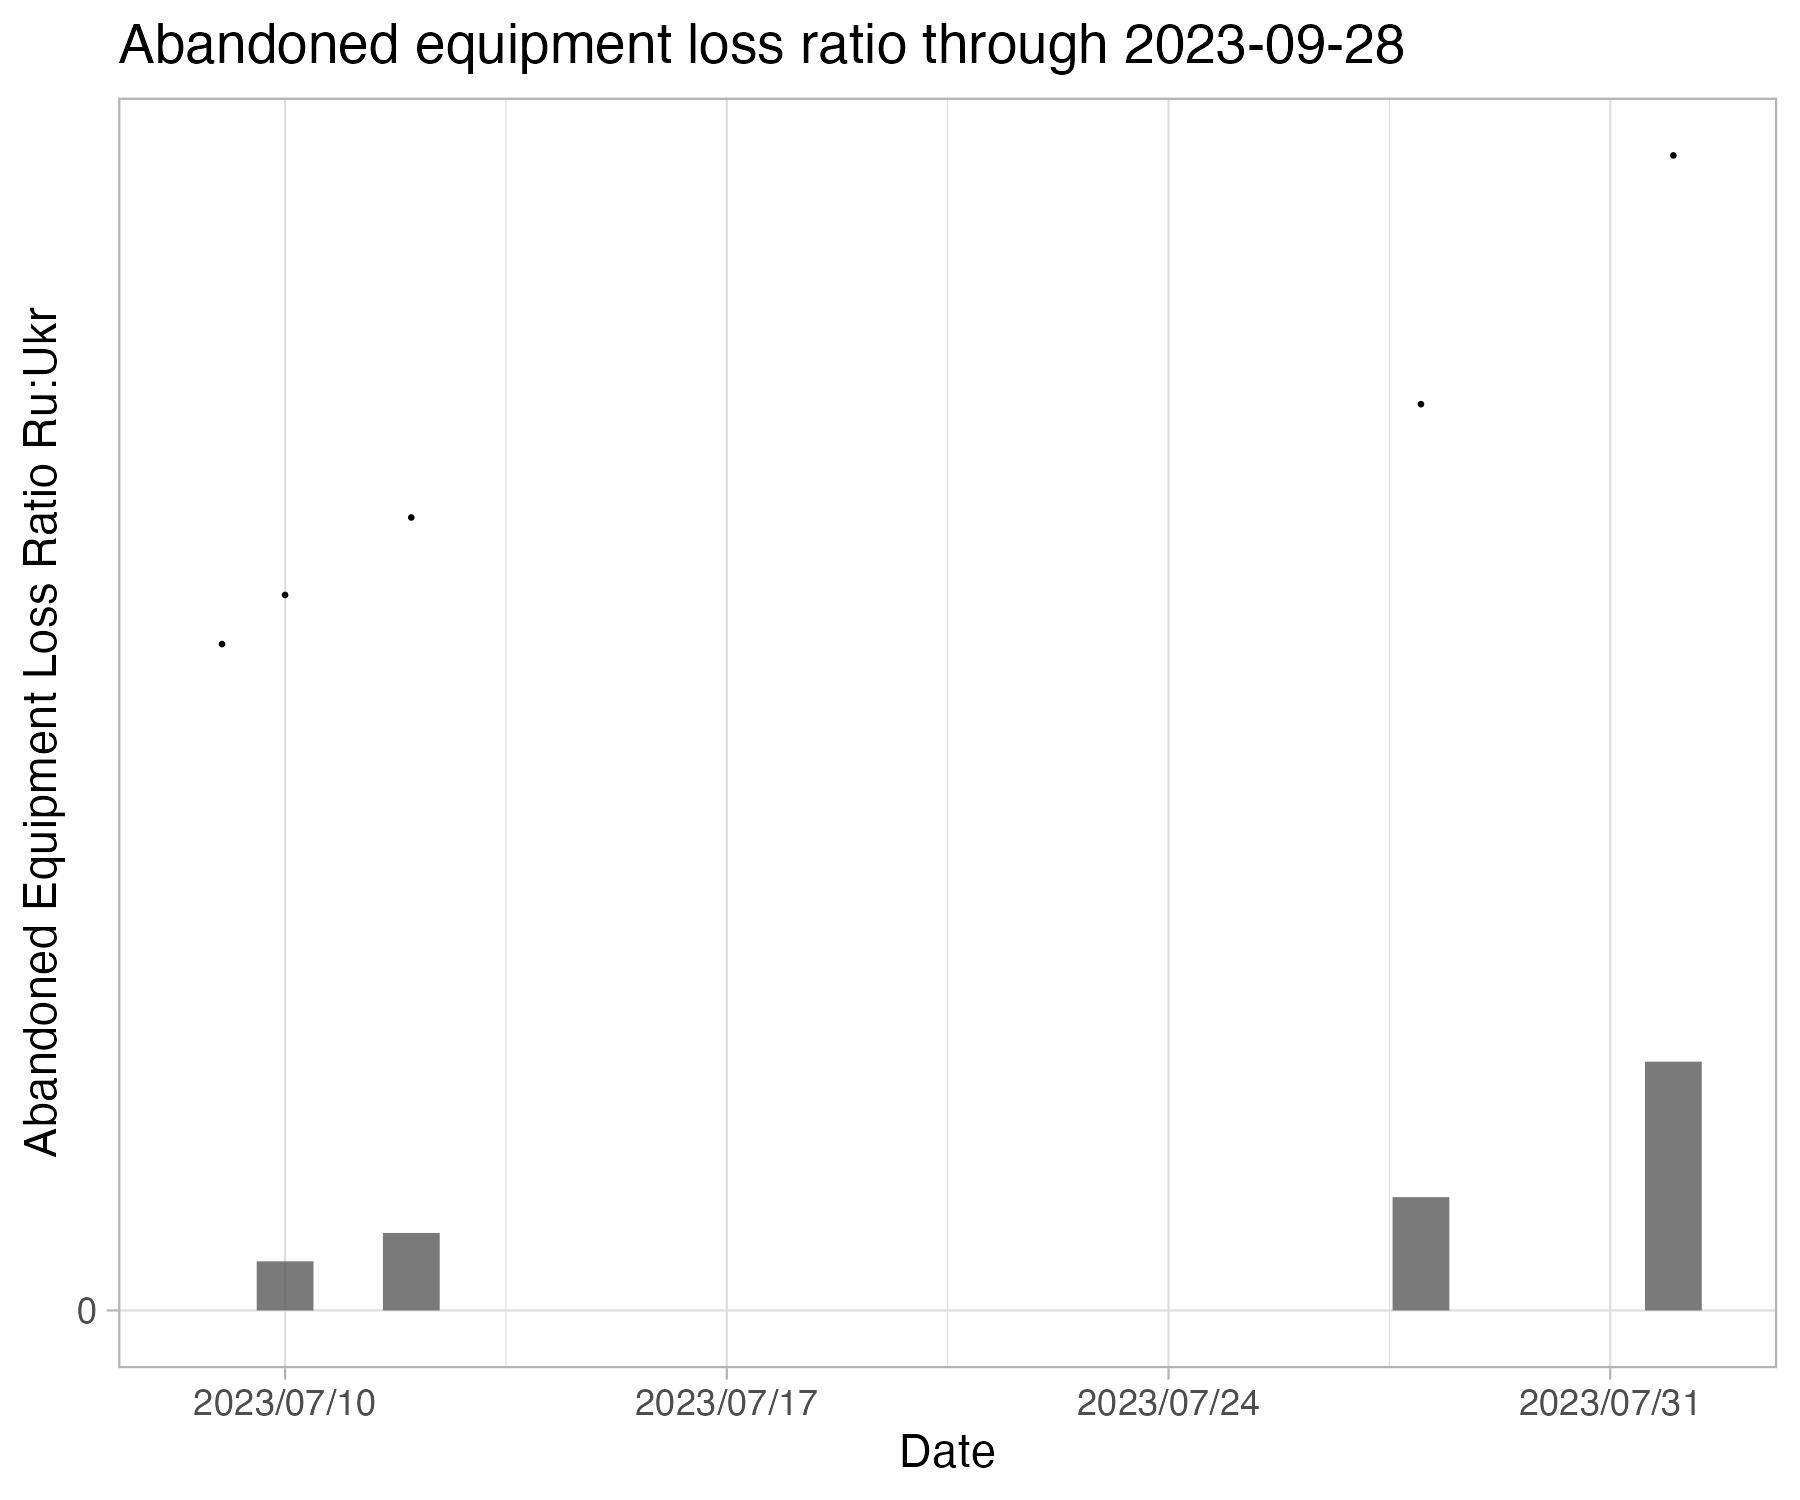 Abandoned equipment loss ratio through 2023-09-28
Abandoned Equipment Loss Ratio Ru:Ukr
0
2023/07/10 2023/07/17 2023/07/24 2023/07/31
Date